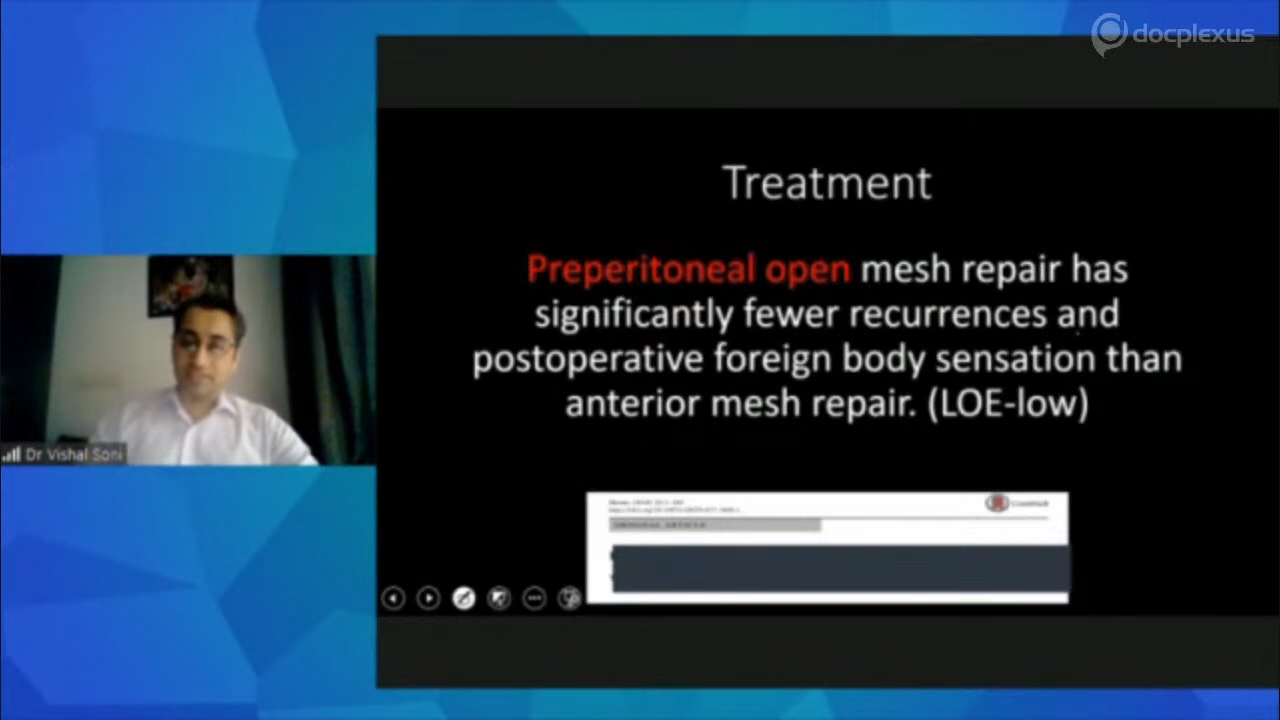 docplexus
Treatment
Preperitoneal open mesh repair has
significantly fewer recurrences and
postoperative foreign body sensation than
anterior mesh repair. (LOE-low)
Dr Vishal Soni